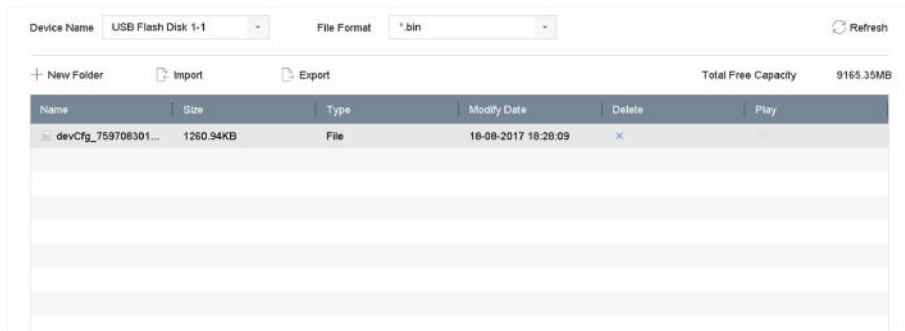 Device Name USB Flash Disk 1-1 File Format *.bin Refresh
New Folder Import Export Total Free Capacity 9165.35MB
Name Size Type Modify Date Delete Play
devCfg_759708301... 1260.94KB File 18-08-2017 18:28:09